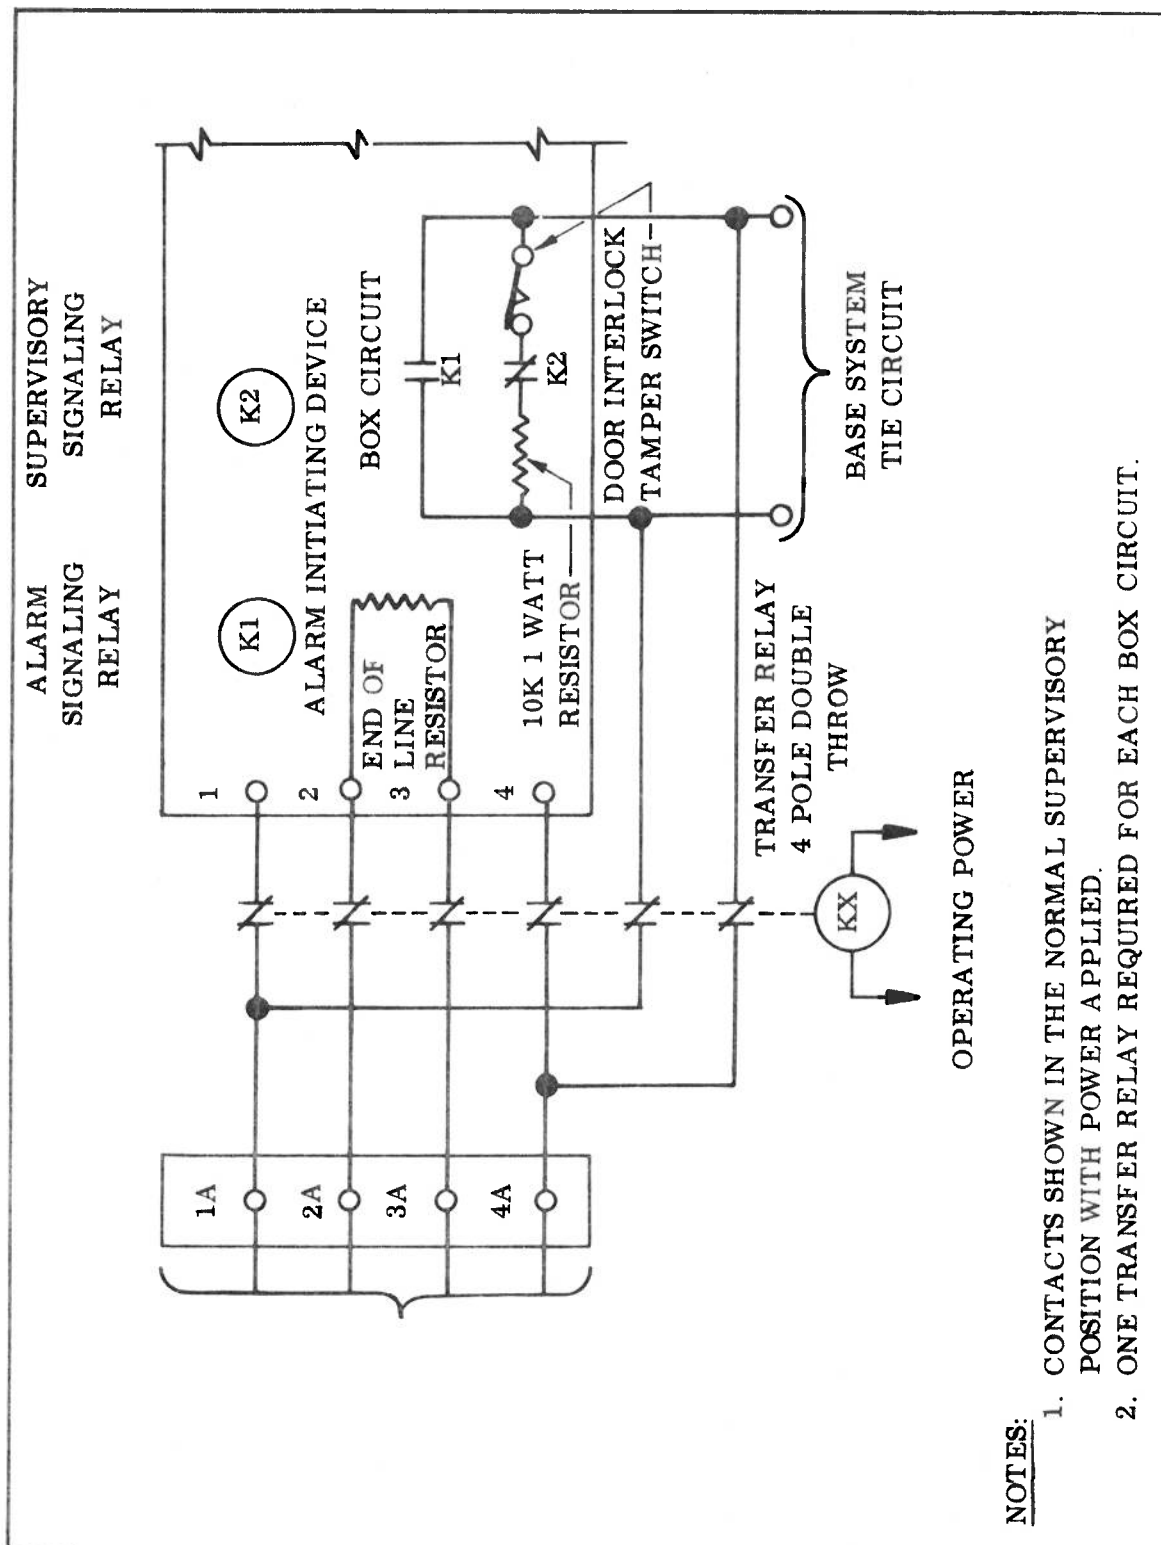 ALARM
SIGNALING
RELAY
SUPERVISORY
SIGNALING
RELAY
K1
K2
ALARM INITIATING DEVICE
BOX CIRCUIT
1
2
3
4
END OF
LINE
RESISTOR
K1
K2
10K 1 WATT
RESISTOR
DOOR INTERLOCK
TAMPER SWITCH
1A
2A
3A
4A
TRANSFER RELAY
4 POLE DOUBLE
THROW
BASE SYSTEM
TIE CIRCUIT
KX
OPERATING POWER
NOTES:
1. CONTACTS SHOWN IN THE NORMAL SUPERVISORY
POSITION WITH POWER APPLIED.
2. ONE TRANSFER RELAY REQUIRED FOR EACH BOX CIRCUIT.